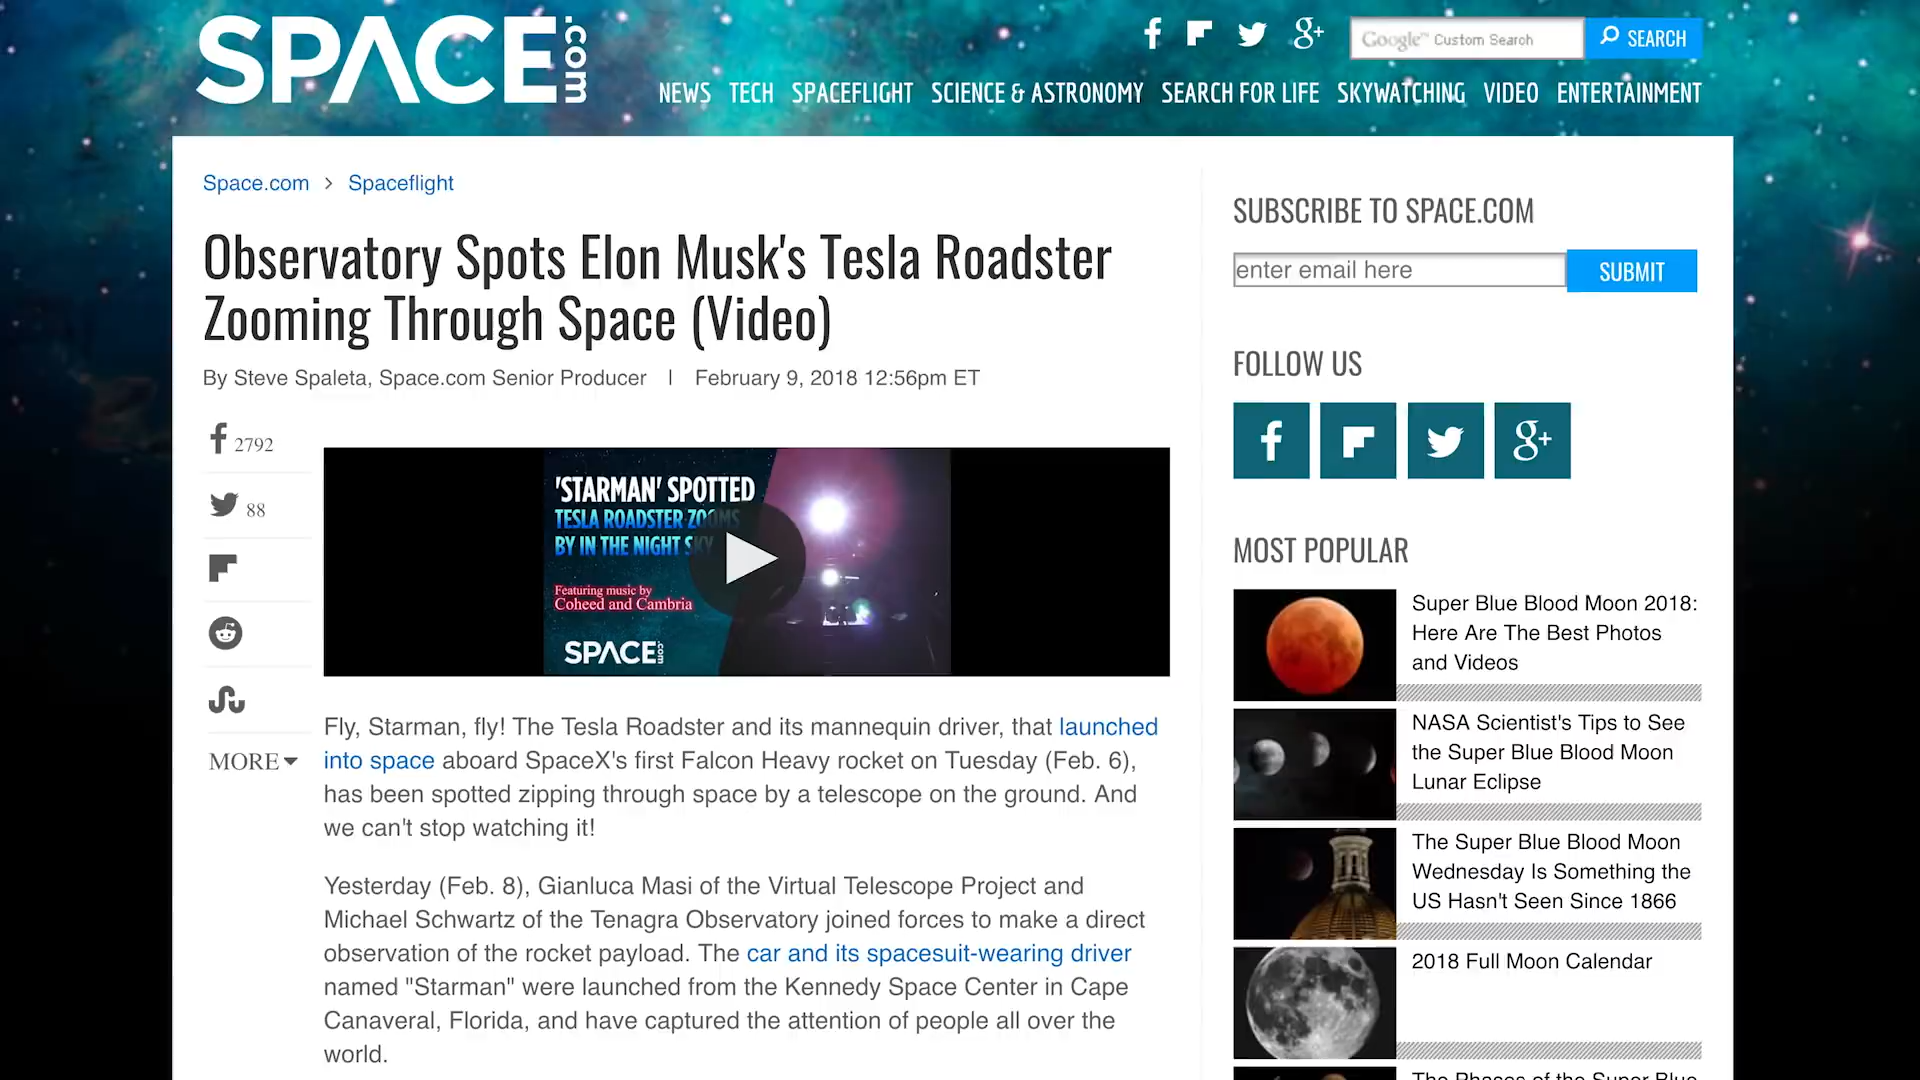 SPACE.com
Google™ Custom Search
SEARCH
NEWS TECH SPACEFLIGHT SCIENCE & ASTRONOMY SEARCH FOR LIFE SKYWATCHING VIDEO ENTERTAINMENT
Space.com > Spaceflight
Observatory Spots Elon Musk's Tesla Roadster
Zooming Through Space (Video)
By Steve Spaleta, Space.com Senior Producer | February 9, 2018 12:56pm ET
2792
88
MORE
'STARMAN' SPOTTED
TESLA ROADSTER ZOOMS
BY IN THE NIGHT SKY
Featuring music by
Coheed and Cambria
SPACE.com
Fly, Starman, fly! The Tesla Roadster and its mannequin driver, that launched
into space aboard SpaceX's first Falcon Heavy rocket on Tuesday (Feb. 6),
has been spotted zipping through space by a telescope on the ground. And
we can't stop watching it!
Yesterday (Feb. 8), Gianluca Masi of the Virtual Telescope Project and
Michael Schwartz of the Tenagra Observatory joined forces to make a direct
observation of the rocket payload. The car and its spacesuit-wearing driver
named "Starman" were launched from the Kennedy Space Center in Cape
Canaveral, Florida, and have captured the attention of people all over the
world.
SUBSCRIBE TO SPACE.COM
enter email here
SUBMIT
FOLLOW US
MOST POPULAR
Super Blue Blood Moon 2018:
Here Are The Best Photos
and Videos
NASA Scientist's Tips to See
the Super Blue Blood Moon
Lunar Eclipse
The Super Blue Blood Moon
Wednesday Is Something the
US Hasn't Seen Since 1866
2018 Full Moon Calendar
The Phases of the Super Blue